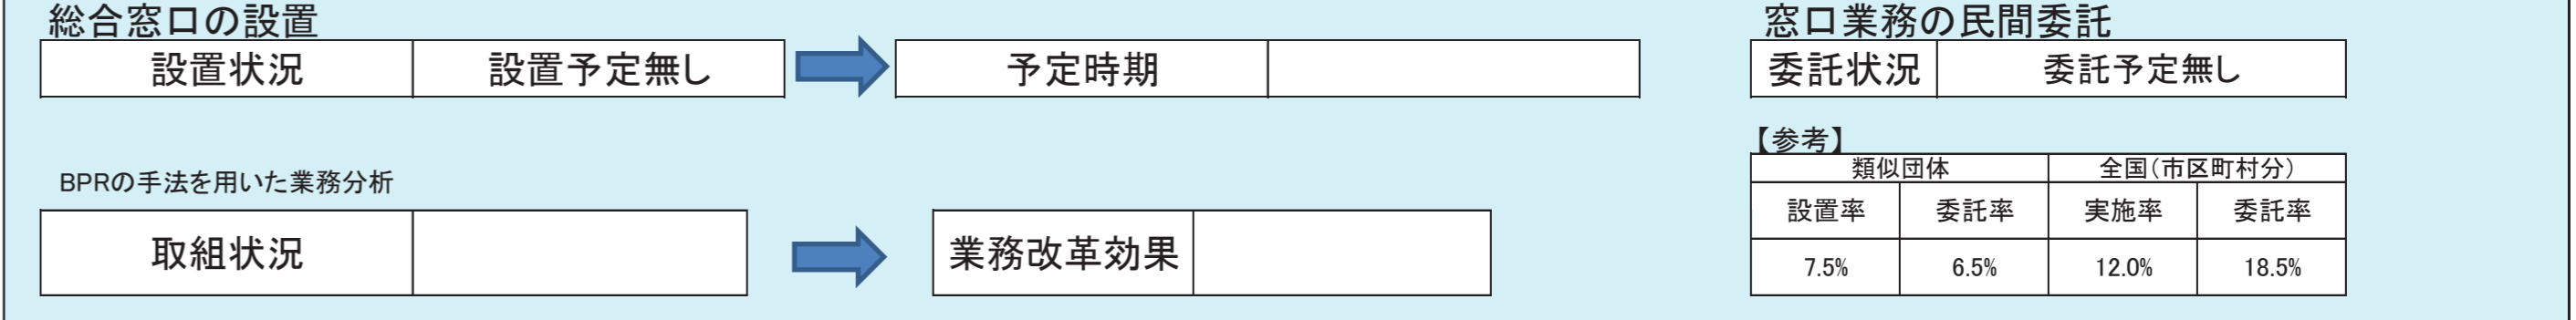 総合窓口の設置
設置状況 設置予定無し 予定時期
BPRの手法を用いた業務分析
取組状況 業務改革効果
窓口業務の民間委託
委託状況 委託予定無し
【参考】
類似団体 全国(市区町村分)
設置率 委託率 実施率 委託率
7.5% 6.5% 12.0% 18.5%